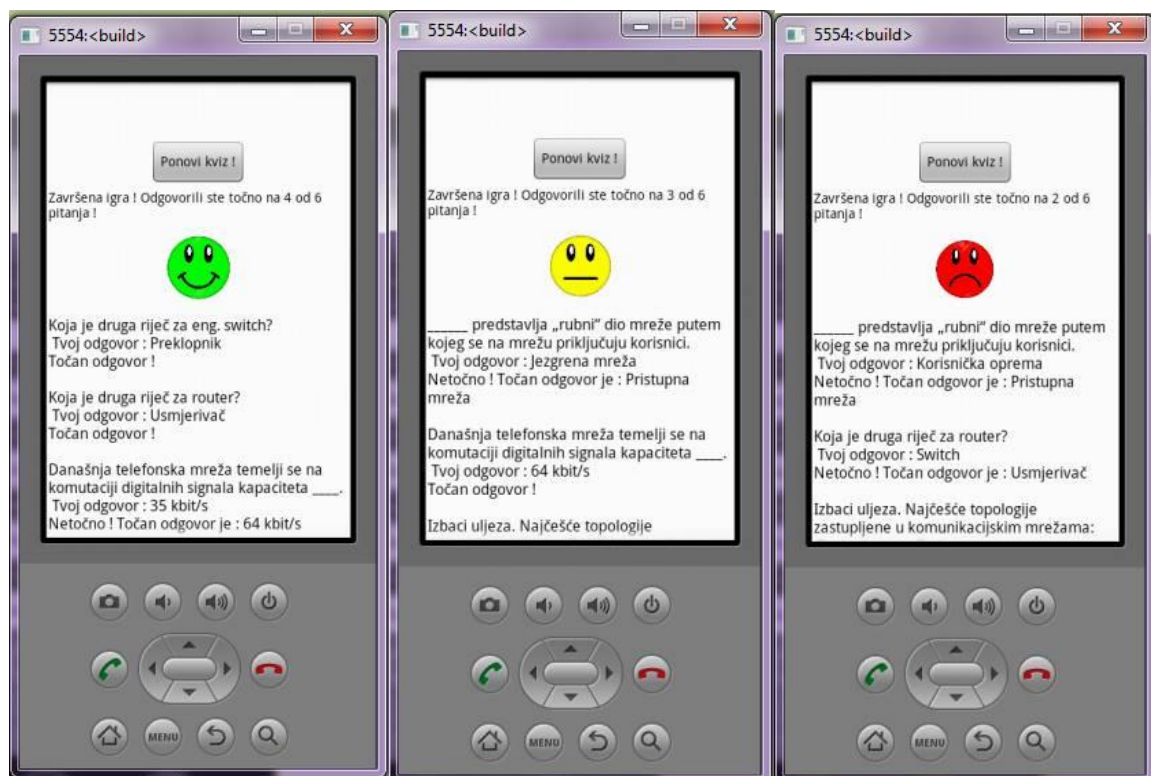 5554:<build>
Ponovi kviz !
Završena igra ! Odgovorili ste točno na 4 od 6
pitanja !
Koja je druga riječ za eng. switch?
Tvoj odgovor : Preklopnik
Točan odgovor !
Koja je druga riječ za router?
Tvoj odgovor : Usmjerivač
Točan odgovor !
Današnja telefonska mreža temelji se na
komutaciji digitalnih signala kapaciteta ____.
Tvoj odgovor : 35 kbit/s
Netočno ! Točan odgovor je : 64 kbit/s
MENU
5554:<build>
Ponovi kviz !
Završena igra ! Odgovorili ste točno na 3 od 6
pitanja !
______ predstavlja „rubni“ dio mreže putem
kojeg se na mrežu priključuju korisnici.
Tvoj odgovor : Jezgrena mreža
Netočno ! Točan odgovor je : Pristupna
mreža
Današnja telefonska mreža temelji se na
komutaciji digitalnih signala kapaciteta ____.
Tvoj odgovor : 64 kbit/s
Točan odgovor !
Izbaci uljeza. Najčešće topologije
MENU
5554:<build>
Ponovi kviz !
Završena igra ! Odgovorili ste točno na 2 od 6
pitanja !
______ predstavlja „rubni“ dio mreže putem
kojeg se na mrežu priključuju korisnici.
Tvoj odgovor : Korisnička oprema
Netočno ! Točan odgovor je : Pristupna
mreža
Koja je druga riječ za router?
Tvoj odgovor : Switch
Netočno ! Točan odgovor je : Usmjerivač
Izbaci uljeza. Najčešće topologije
zastupljene u komunikacijskim mrežama:
MENU